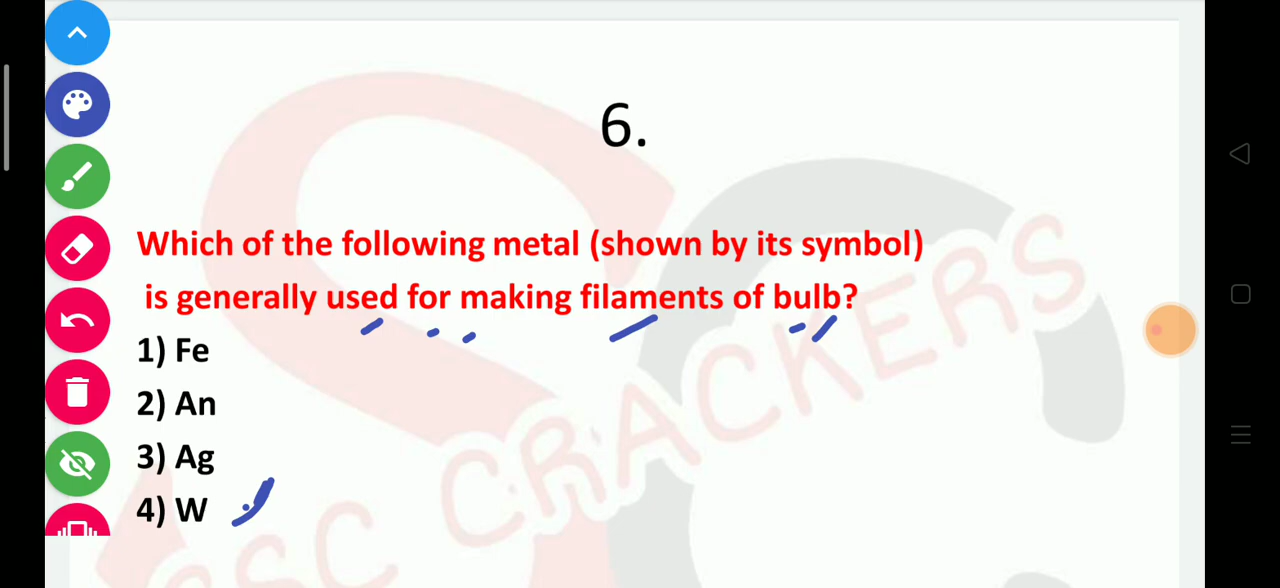 6.
Which of the following metal (shown by its symbol)
is generally used for making filaments of bulb?
1) Fe
2) An
3) Ag
4) W
SC CRACKERS